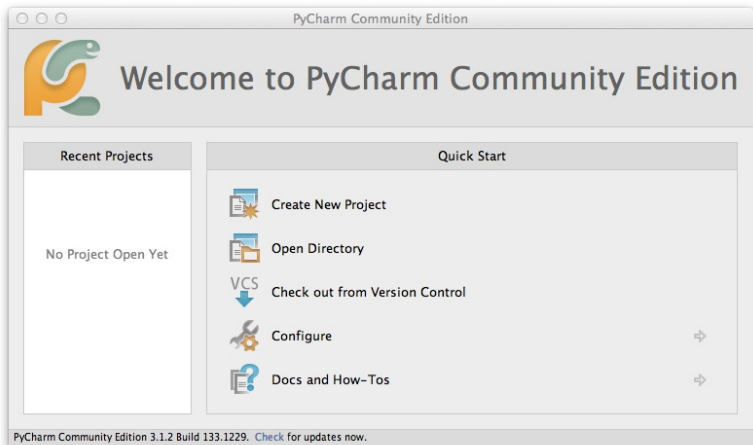 PyCharm Community Edition
Welcome to PyCharm Community Edition
Recent Projects
Quick Start
No Project Open Yet
Create New Project
Open Directory
VCS
Check out from Version Control
Configure
Docs and How-Tos
PyCharm Community Edition 3.1.2 Build 133.1229. Check for updates now.